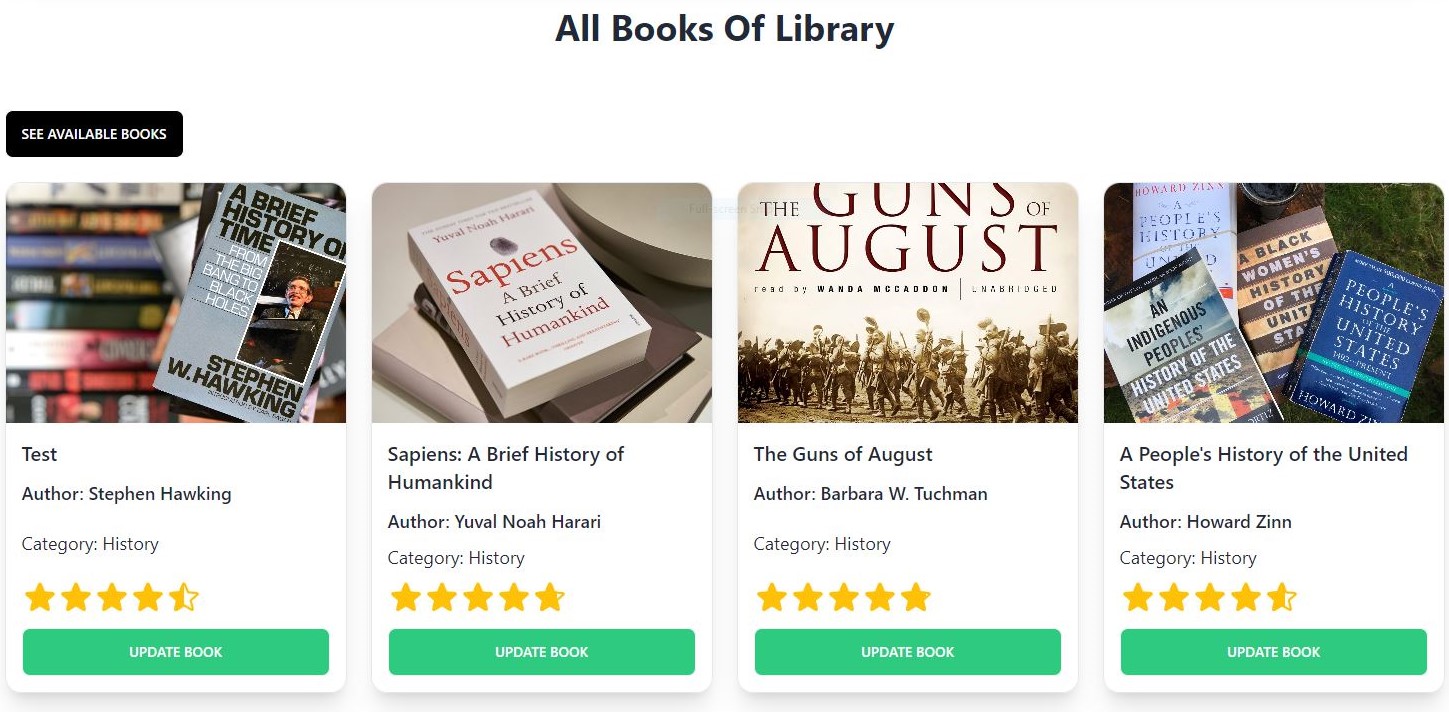 All Books Of Library
SEE AVAILABLE BOOKS
A BRIEF
HISTORY OF
TIME
FROM
THE BIG
BANG TO
BLACK
HOLES
STEPHEN
W. HAWKING
Yuval Noah Harari
Sapiens
A Brief
History of
Humankind
THE GUNS OF
AUGUST
read by WANDA MCCADDON | UNABRIDGED
HOWARD ZINN
A
PEOPLE'S
HISTORY
OF THE
UNITED
A BLACK
WOMEN'S
HISTORY
OF THE
UNITED
STA
AN
INDIGENOUS
PEOPLES'
HISTORY OF THE
UNITED STATES
A
PEOPLE'S
HISTORY
OF THE
UNITED
STATES
1492-PRESENT
HOWARD ZIN
Test
Author: Stephen Hawking
Category: History
UPDATE BOOK
Sapiens: A Brief History of
Humankind
Author: Yuval Noah Harari
Category: History
UPDATE BOOK
The Guns of August
Author: Barbara W. Tuchman
Category: History
UPDATE BOOK
A People's History of the United
States
Author: Howard Zinn
Category: History
UPDATE BOOK